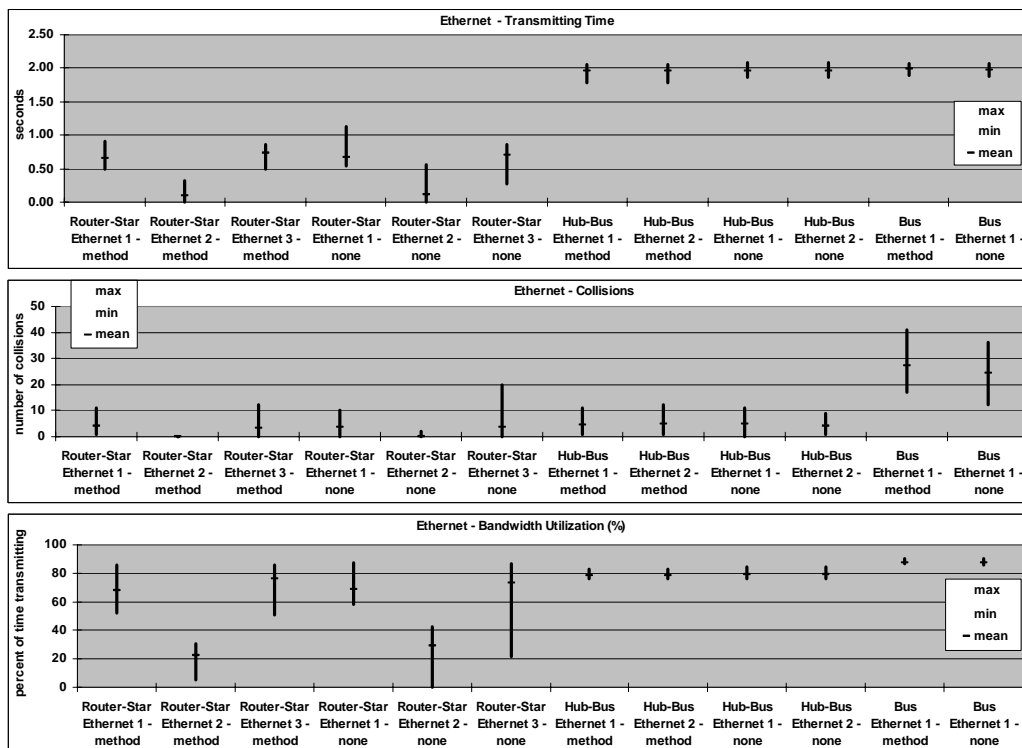 Ethernet - Transmitting Time
2.50
2.00
1.50
1.00
0.50
0.00
seconds
max
min
mean
Router-Star Router-Star Router-Star Router-Star Router-Star Router-Star Hub-Bus Hub-Bus Hub-Bus Hub-Bus Bus Bus
Ethernet 1 - Ethernet 2 - Ethernet 3 - Ethernet 1 - Ethernet 2 - Ethernet 3 - Ethernet 1 - Ethernet 2 - Ethernet 1 - Ethernet 2 - Ethernet 1 - Ethernet 1 -
method method method none none none method method none none method none
Ethernet - Collisions
max
min
mean
50
40
30
20
10
0
number of collisions
Router-Star Router-Star Router-Star Router-Star Router-Star Router-Star Hub-Bus Hub-Bus Hub-Bus Hub-Bus Bus Bus
Ethernet 1 - Ethernet 2 - Ethernet 3 - Ethernet 1 - Ethernet 2 - Ethernet 3 - Ethernet 1 - Ethernet 2 - Ethernet 1 - Ethernet 2 - Ethernet 1 - Ethernet 1 -
method method method none none none method method none none method none
Ethernet - Bandwidth Utilization (%)
100
80
60
40
20
0
percent of time transmitting
max
min
mean
Router-Star Router-Star Router-Star Router-Star Router-Star Router-Star Hub-Bus Hub-Bus Hub-Bus Hub-Bus Bus Bus
Ethernet 1 - Ethernet 2 - Ethernet 3 - Ethernet 1 - Ethernet 2 - Ethernet 3 - Ethernet 1 - Ethernet 2 - Ethernet 1 - Ethernet 2 - Ethernet 1 - Ethernet 1 -
method method method none none none method method none none method none